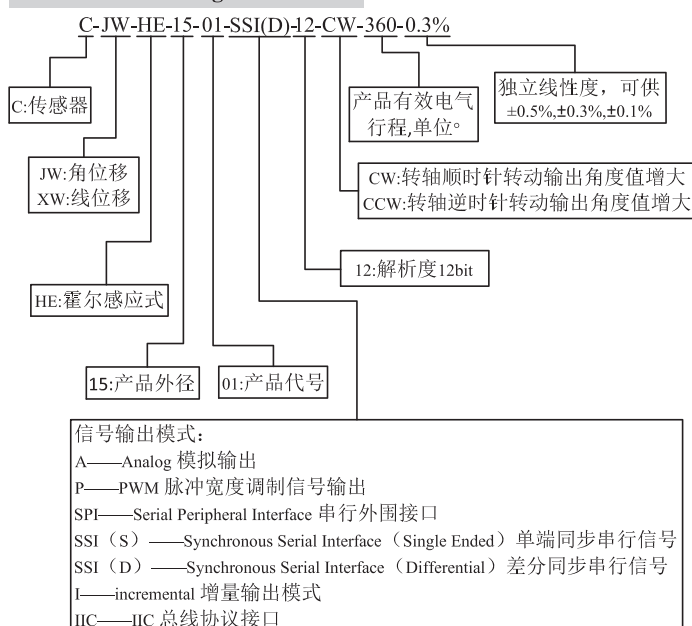 C-JW-HE-15-01-SSI(D)-12-CW-360-0.3%
C:传感器
产品有效电气
行程,单位°
独立线性度，可供
±0.5%,±0.3%,±0.1%
JW:角位移
XW:线位移
CW:转轴顺时针转动输出角度值增大
CCW:转轴逆时针转动输出角度值增大
12:解析度12bit
HE:霍尔感应式
15:产品外径
01:产品代号
信号输出模式：
A——Analog 模拟输出
P——PWM 脉冲宽度调制信号输出
SPI——Serial Peripheral Interface 串行外围接口
SSI（S）——Synchronous Serial Interface（Single Ended）单端同步串行信号
SSI（D）——Synchronous Serial Interface（Differential）差分同步串行信号
I——incremental 增量输出模式
IIC——IIC 总线协议接口